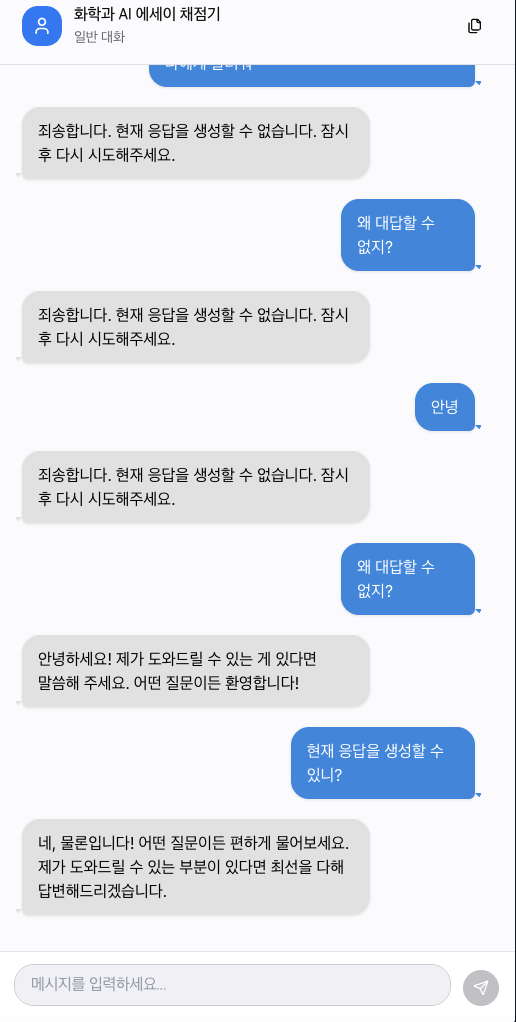 화학과 AI 에세이 채점기
일반 대화
죄송합니다. 현재 응답을 생성할 수 없습니다. 잠시
후 다시 시도해주세요.
왜 대답할 수
없지?
죄송합니다. 현재 응답을 생성할 수 없습니다. 잠시
후 다시 시도해주세요.
안녕
죄송합니다. 현재 응답을 생성할 수 없습니다. 잠시
후 다시 시도해주세요.
왜 대답할 수
없지?
안녕하세요! 제가 도와드릴 수 있는 게 있다면
말씀해 주세요. 어떤 질문이든 환영합니다!
현재 응답을 생성할 수
있니?
네, 물론입니다! 어떤 질문이든 편하게 물어보세요.
제가 도와드릴 수 있는 부분이 있다면 최선을 다해
답변해드리겠습니다.
메시지를 입력하세요...